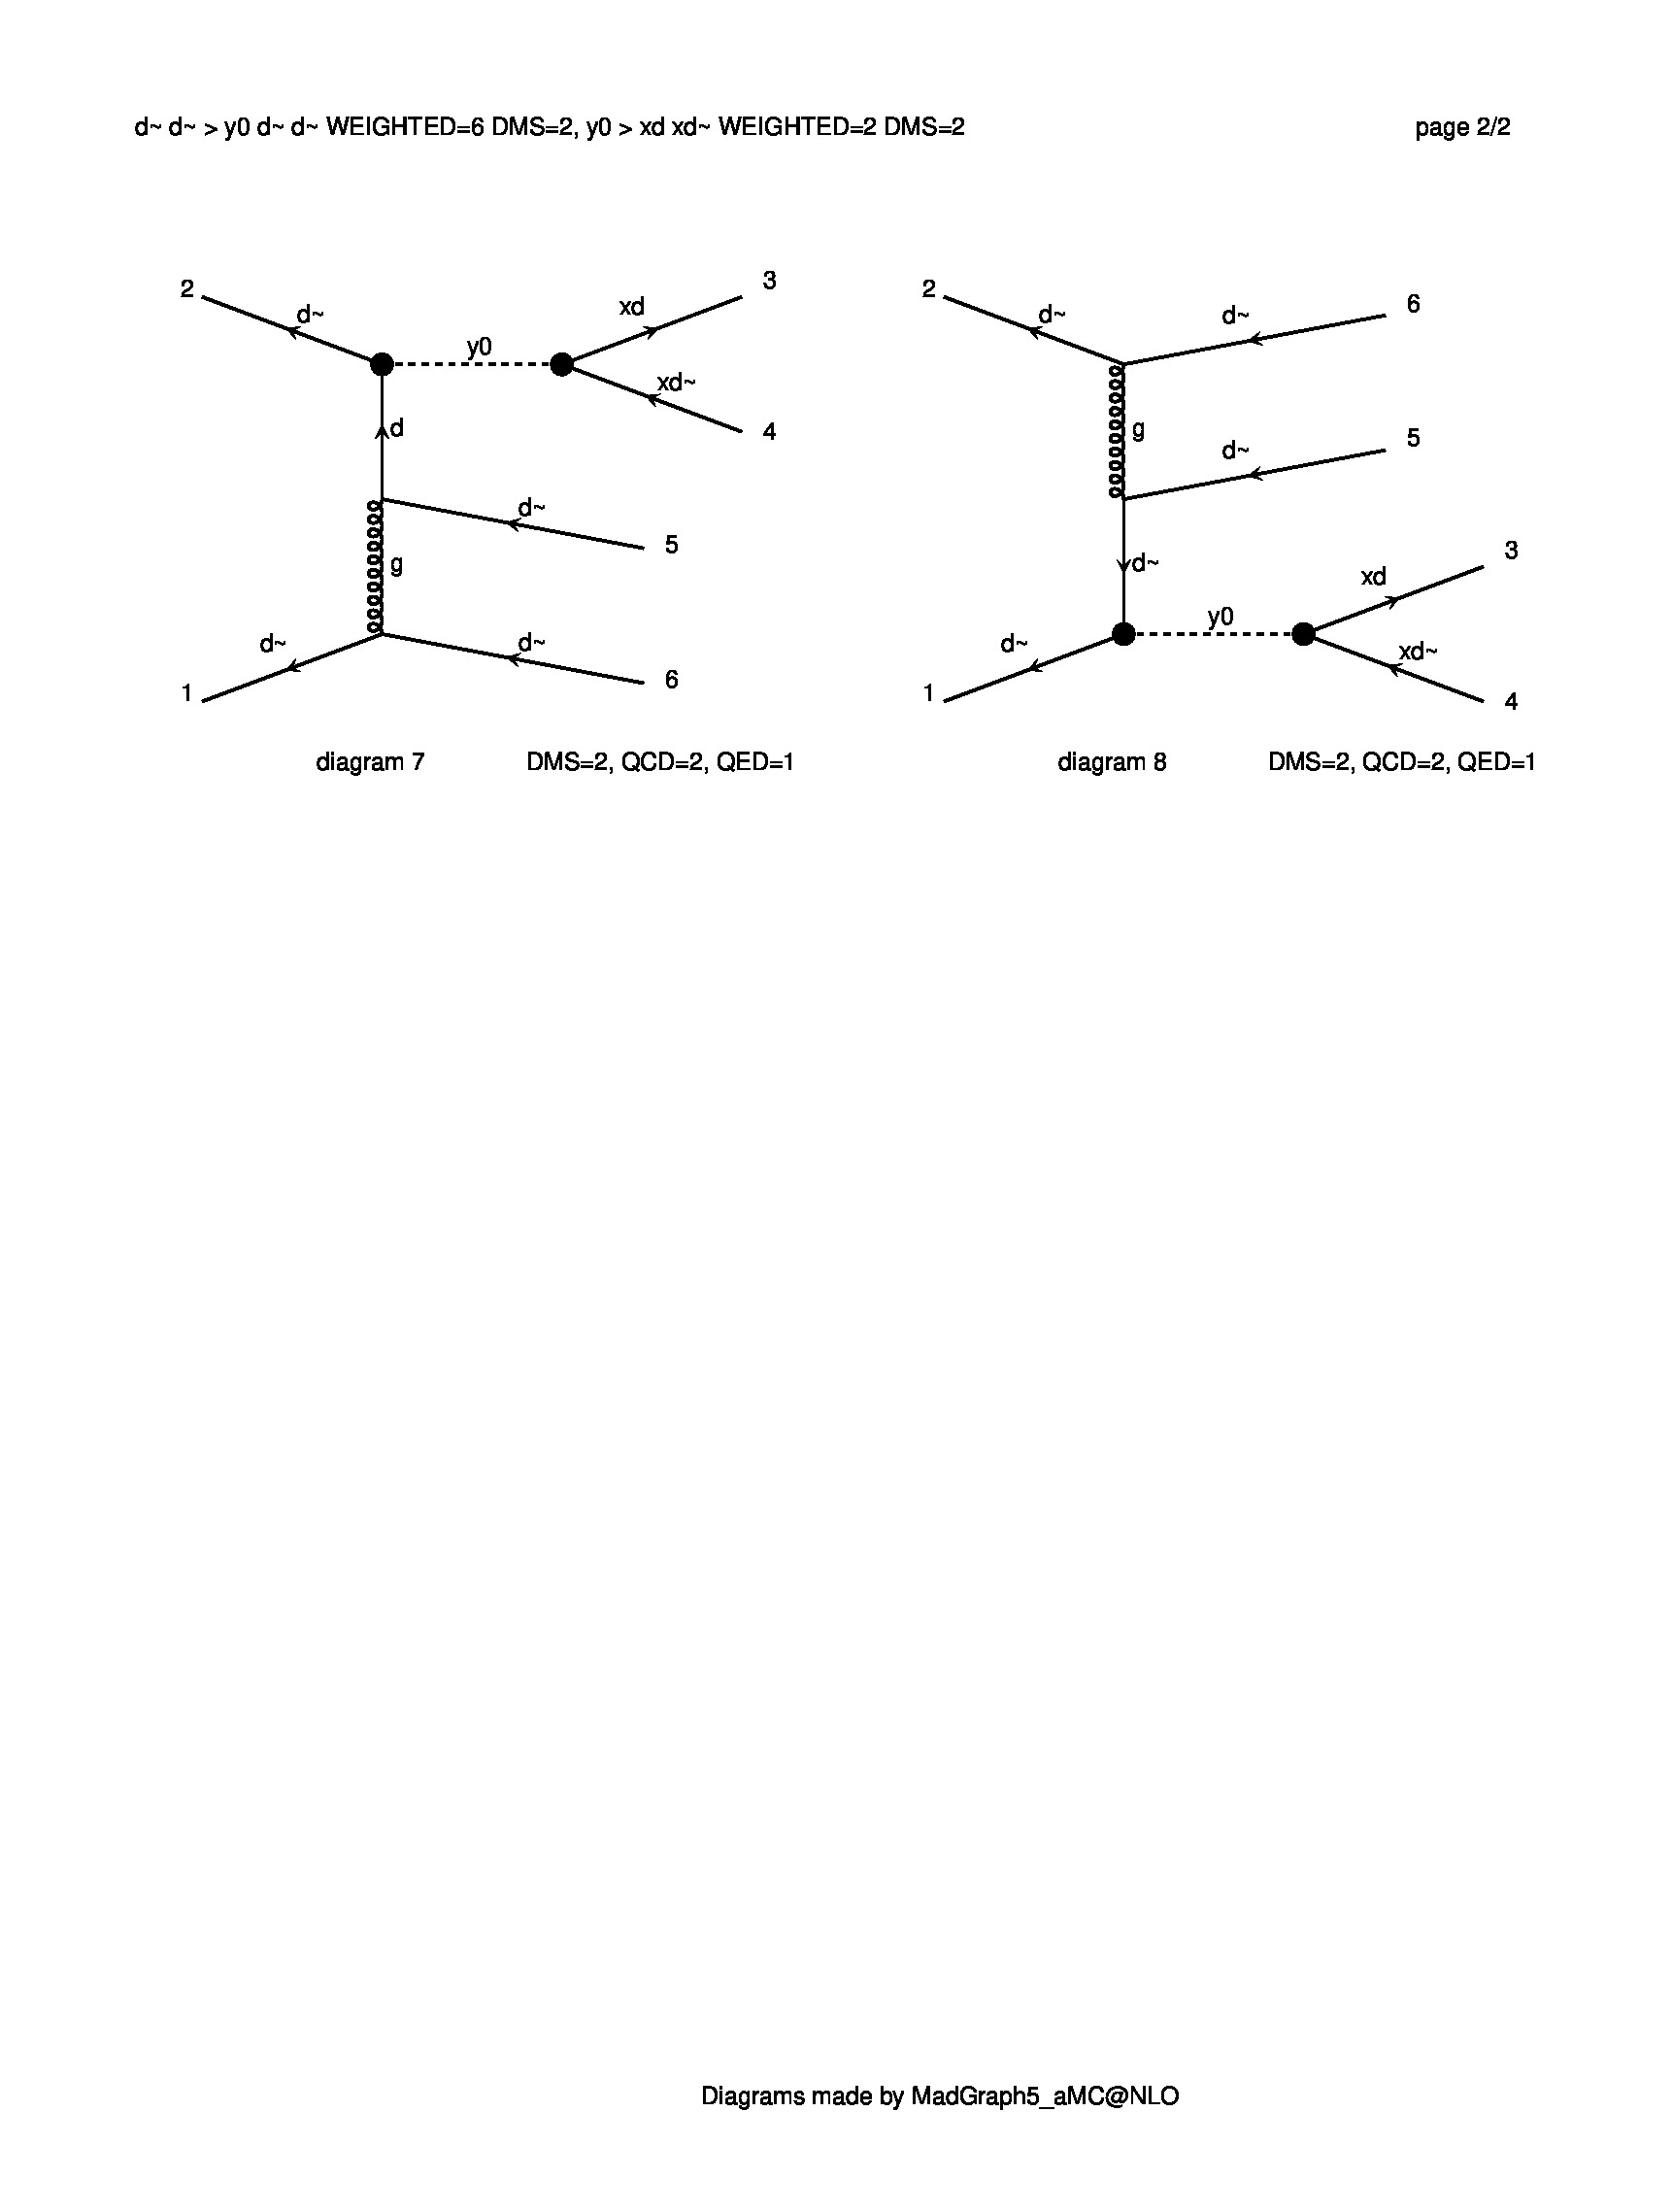 d~ d~ > y0 d~ d~ WEIGHTED=6 DMS=2, y0 > xd xd~ WEIGHTED=2 DMS=2 page 2/2
2
d~
y0
xd
3
xd~
4
d
d~
5
g
d~
d~
6
1
diagram 7 DMS=2, QCD=2, QED=1
2
d~
d~
6
g
d~
5
d~
3
xd
y0
d~
xd~
1
4
diagram 8 DMS=2, QCD=2, QED=1
Diagrams made by MadGraph5_aMC@NLO